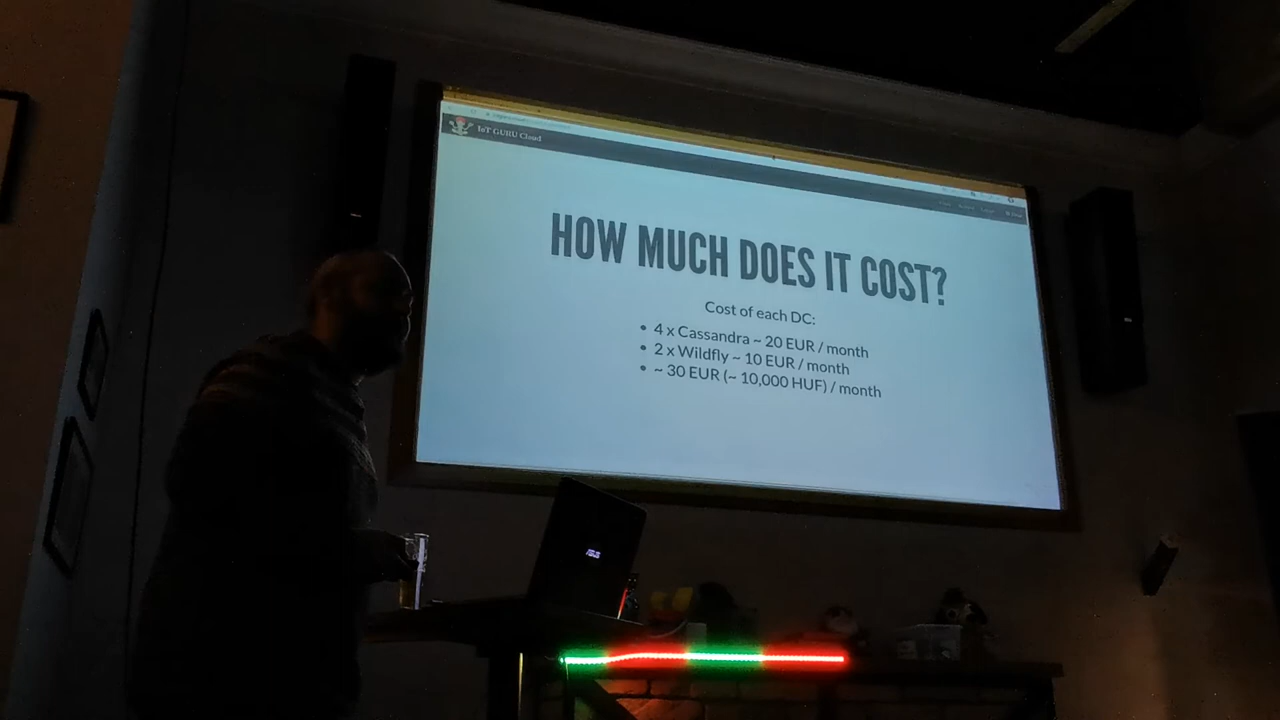 IoT GURU Cloud
HOW MUCH DOES IT COST?
Cost of each DC:
• 4 x Cassandra ~ 20 EUR / month
• 2 x Wildfly ~ 10 EUR / month
• ~ 30 EUR (~ 10,000 HUF) / month
ASUS